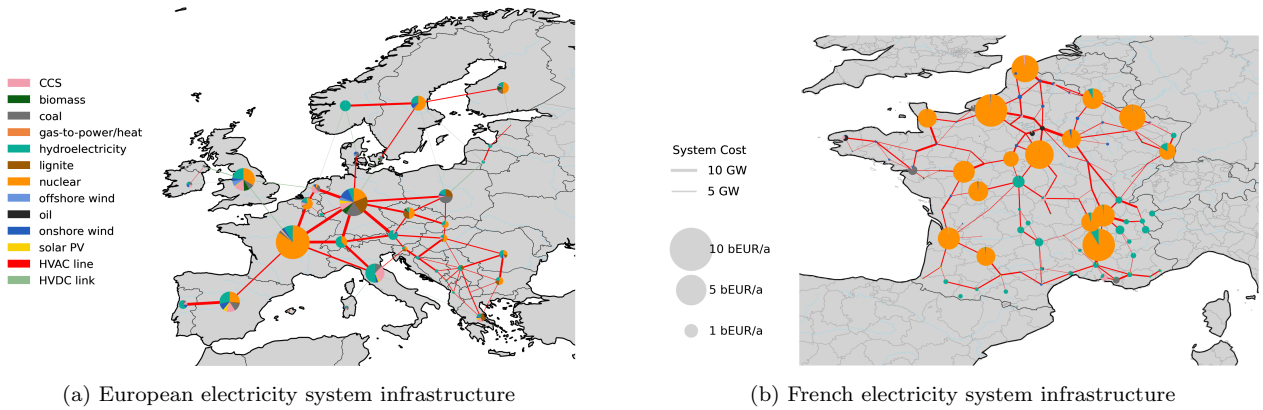 CCS
biomass
coal
gas-to-power/heat
hydroelectricity
lignite
nuclear
offshore wind
oil
onshore wind
solar PV
HVAC line
HVDC link
System Cost
10 GW
5 GW
10 bEUR/a
5 bEUR/a
1 bEUR/a
(a) European electricity system infrastructure
(b) French electricity system infrastructure